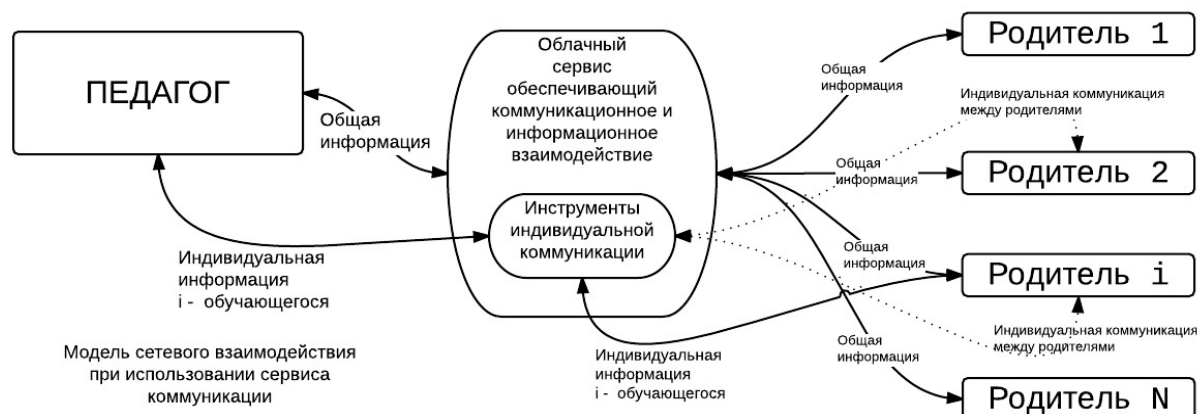 ПЕДАГОГ
Общая
информация
Индивидуальная
информация
i - обучающегося
Модель сетевого взаимодействия
при использовании сервиса
коммуникации
Облачный
сервис
обеспечивающий
коммуникационное и
информационное
взаимодействие
Инструменты
индивидуальной
коммуникации
Индивидуальная
информация
i - обучающегося
Общая
информация
Родитель 1
Индивидуальная коммуникация
между родителями
Общая
информация
Родитель 2
Общая
информация
Родитель i
Индивидуальная коммуникация
между родителями
Общая
информация
Родитель N